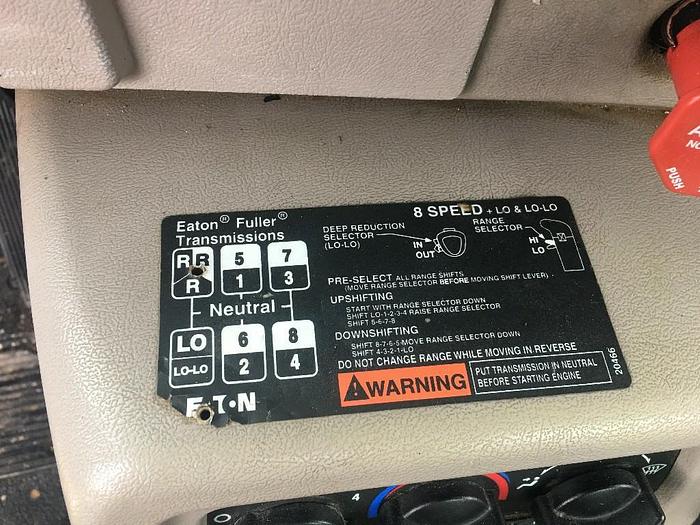 Eaton® Fuller®
Transmissions
8 SPEED + LO & LO-LO
DEEP REDUCTION
SELECTOR
(LO-LO)
IN
OUT
RANGE
SELECTOR
HI
LO
R R 5 7
R 1 3
Neutral
LO 6 8
LO-LO 2 4
PRE-SELECT ALL RANGE SHIFTS
(MOVE RANGE SELECTOR BEFORE MOVING SHIFT LEVER)
UPSHIFTING
START WITH RANGE SELECTOR DOWN
SHIFT LO-1-2-3-4 RAISE RANGE SELECTOR
SHIFT 5-6-7-8
DOWNSHIFTING
SHIFT 8-7-6-5-MOVE RANGE SELECTOR DOWN
SHIFT 4-3-2-1-LO
DO NOT CHANGE RANGE WHILE MOVING IN REVERSE
WARNING
PUT TRANSMISSION IN NEUTRAL
BEFORE STARTING ENGINE
20466
PUSH
4